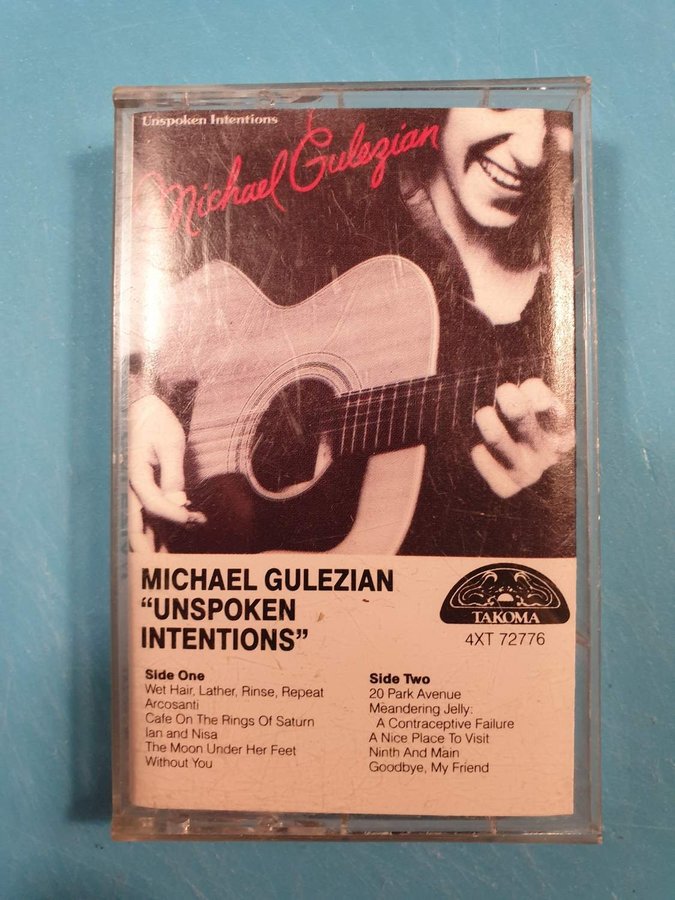 Unspoken Intentions
Michael Gulezian
MICHAEL GULEZIAN
“UNSPOKEN
INTENTIONS”
TAKOMA
4XT 72776
Side One
Wet Hair, Lather, Rinse, Repeat
Arcosanti
Cafe On The Rings Of Saturn
Ian and Nisa
The Moon Under Her Feet
Without You
Side Two
20 Park Avenue
Meandering Jelly:
A Contraceptive Failure
A Nice Place To Visit
Ninth And Main
Goodbye, My Friend